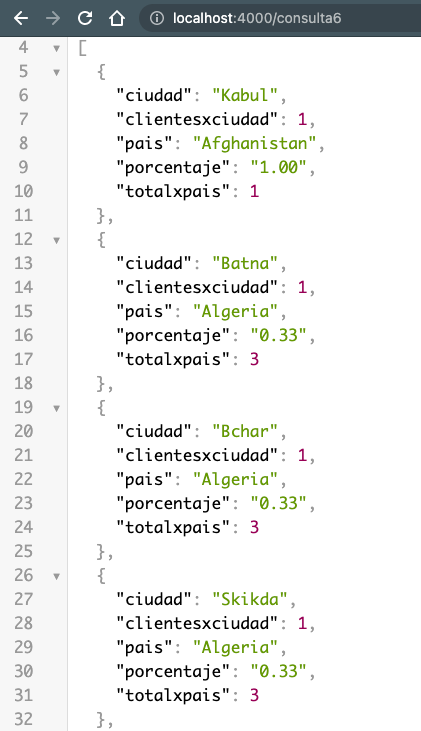 localhost:4000/consulta6
4 [
5 {
6 "ciudad": "Kabul",
7 "clientesxciudad": 1,
8 "pais": "Afghanistan",
9 "porcentaje": "1.00",
10 "totalxpais": 1
11 },
12 {
13 "ciudad": "Batna",
14 "clientesxciudad": 1,
15 "pais": "Algeria",
16 "porcentaje": "0.33",
17 "totalxpais": 3
18 },
19 {
20 "ciudad": "Bchar",
21 "clientesxciudad": 1,
22 "pais": "Algeria",
23 "porcentaje": "0.33",
24 "totalxpais": 3
25 },
26 {
27 "ciudad": "Skikda",
28 "clientesxciudad": 1,
29 "pais": "Algeria",
30 "porcentaje": "0.33",
31 "totalxpais": 3
32 },